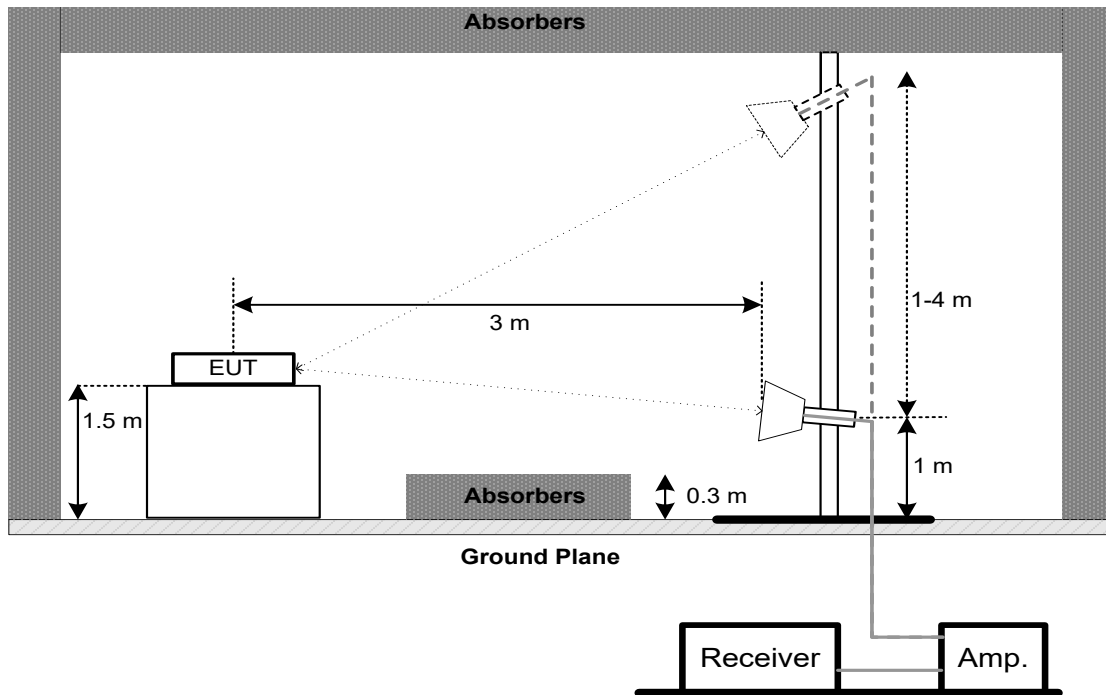 Absorbers
1-4 m
3 m
EUT
1.5 m
1 m
Absorbers
0.3 m
Ground Plane
Receiver
Amp.